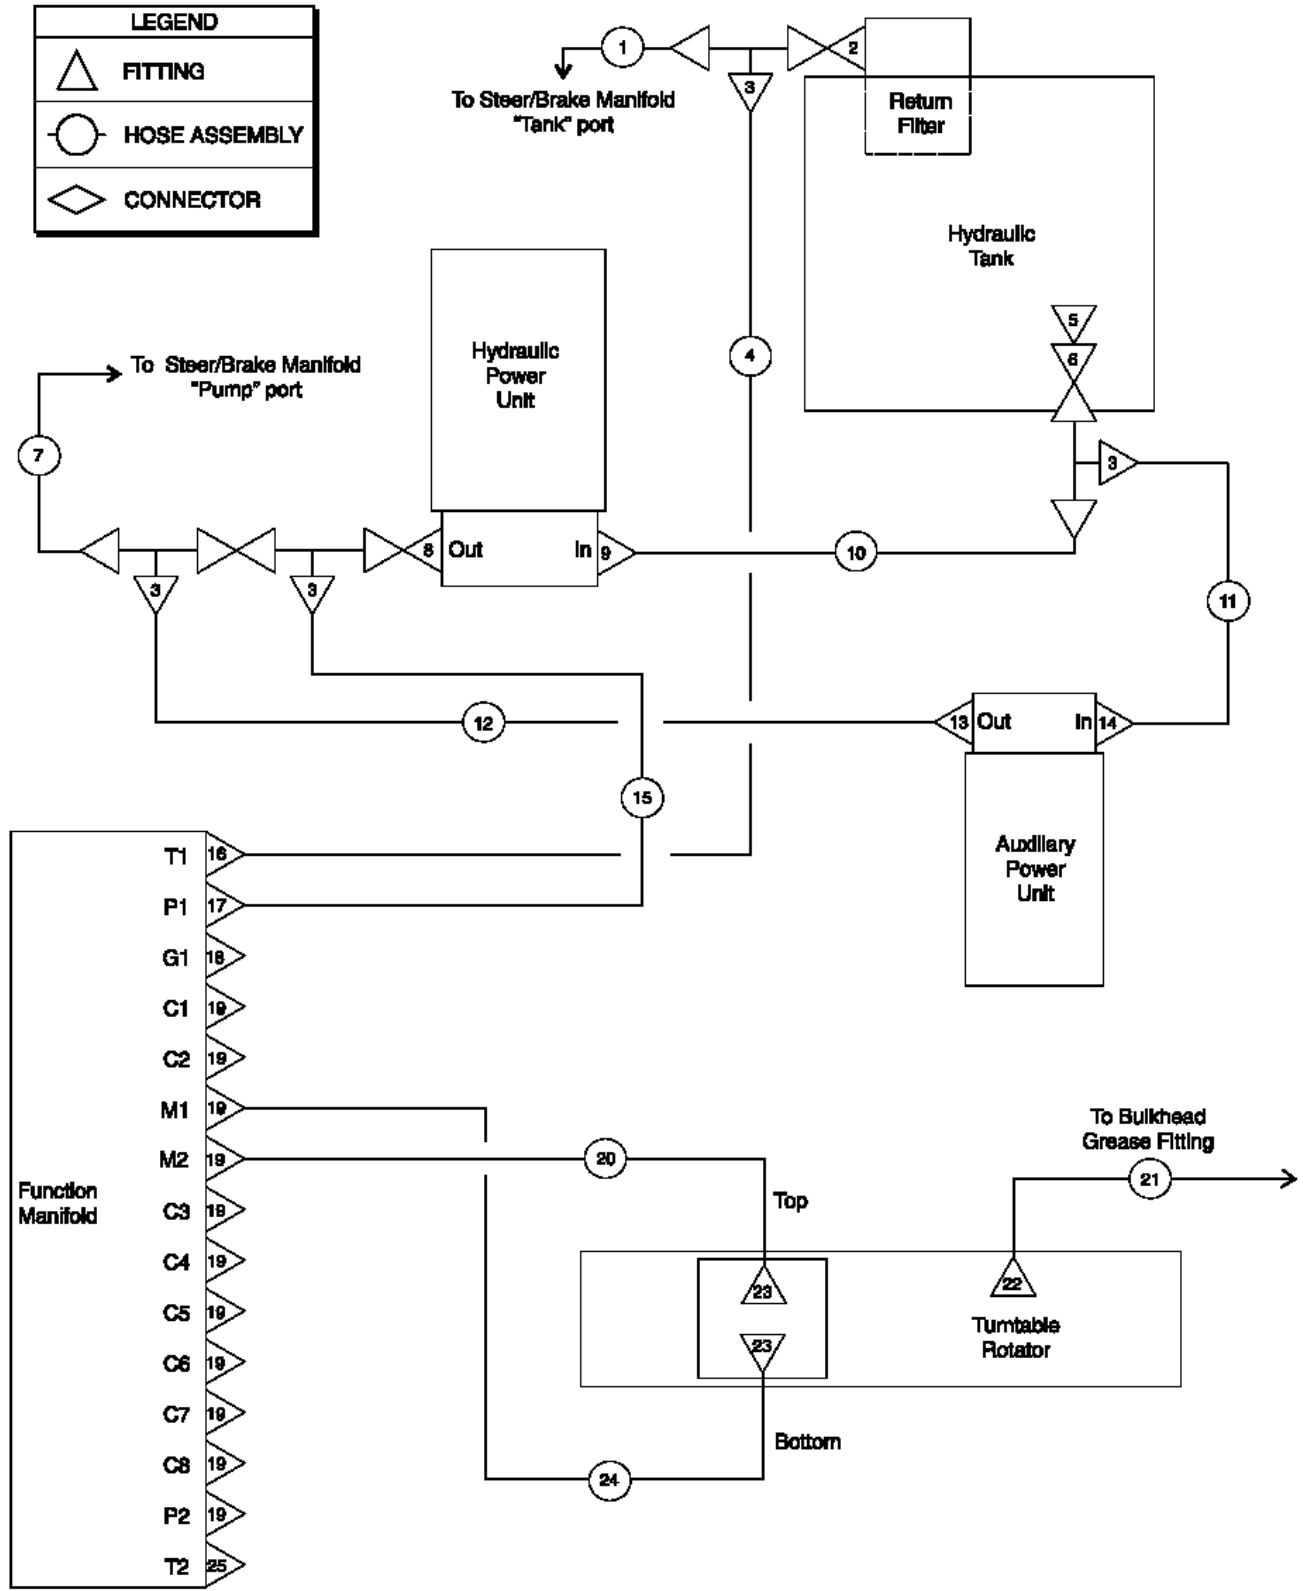 LEGEND
FITTING
HOSE ASSEMBLY
CONNECTOR
1
2
3
To Steer/Brake Manifold
"Tank" port
Return
Filter
Hydraulic
Tank
5
6
4
Hydraulic
Power
Unit
To Steer/Brake Manifold
"Pump" port
7
3
8
Out
In
9
10
3
3
11
12
13
Out
In
14
15
Auxiliary
Power
Unit
Function
Manifold
T1
16
P1
17
G1
18
C1
19
C2
19
M1
19
M2
19
C3
19
C4
19
C5
19
C6
19
C7
19
C8
19
P2
19
T2
25
20
Top
To Bulkhead
Grease Fitting
21
23
22
23
Turntable
Rotator
Bottom
24